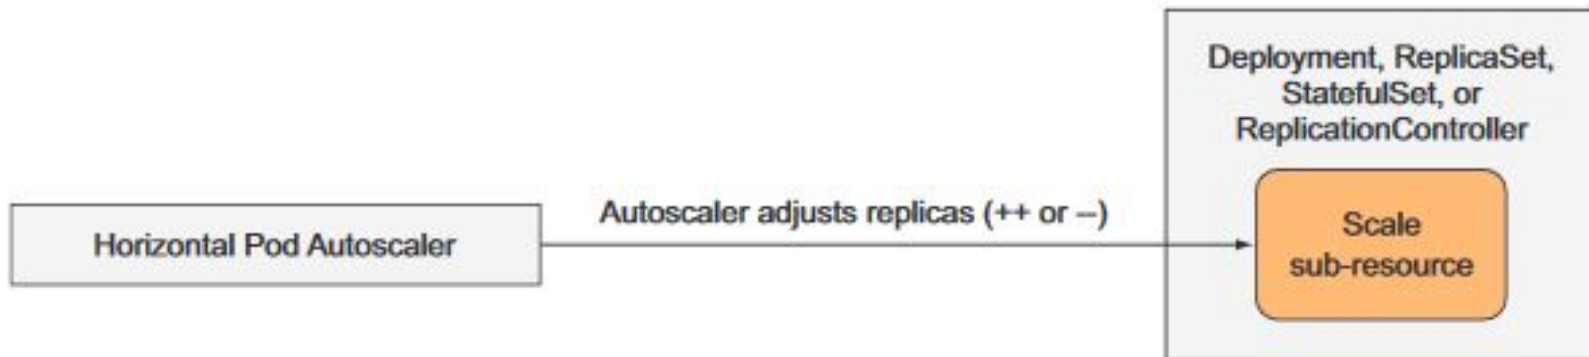 Deployment, ReplicaSet,
StatefulSet, or
ReplicationController
Autoscaler adjusts replicas (++ or --)
Horizontal Pod Autoscaler
Scale
sub-resource